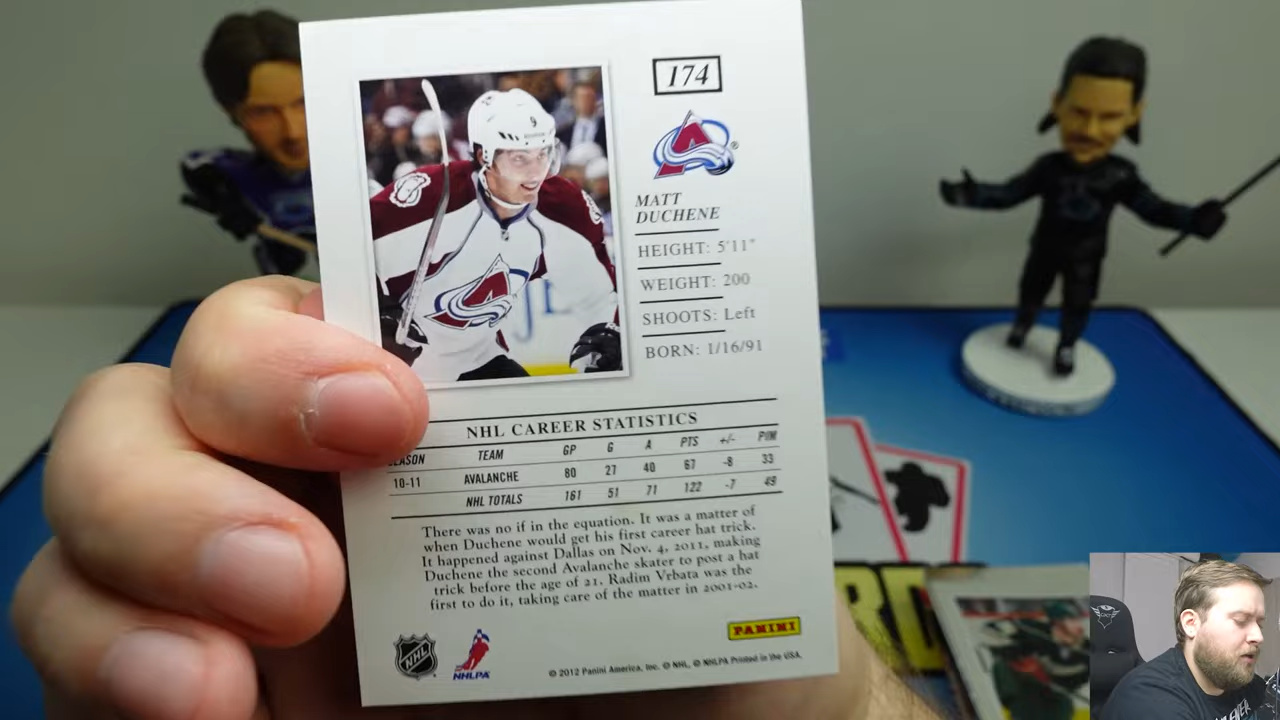 174
MATT
DUCHENE
HEIGHT: 5'11"
WEIGHT: 200
SHOOTS: Left
BORN: 1/16/91
NHL CAREER STATISTICS
EASON TEAM GP G A PTS +/- PIM
10-11 AVALANCHE 80 27 40 67 -8 33
NHL TOTALS 161 51 71 122 -7 49
There was no if in the equation. It was a matter of
when Duchene would get his first career hat trick.
It happened against Dallas on Nov. 4, 2011, making
Duchene the second Avalanche skater to post a hat
trick before the age of 21. Radim Vrbata was the
first to do it, taking care of the matter in 2001-02.
PANINI
NHL
NHLPA
© 2012 Panini America, Inc. © NHL, © NHLPA Printed in the USA.